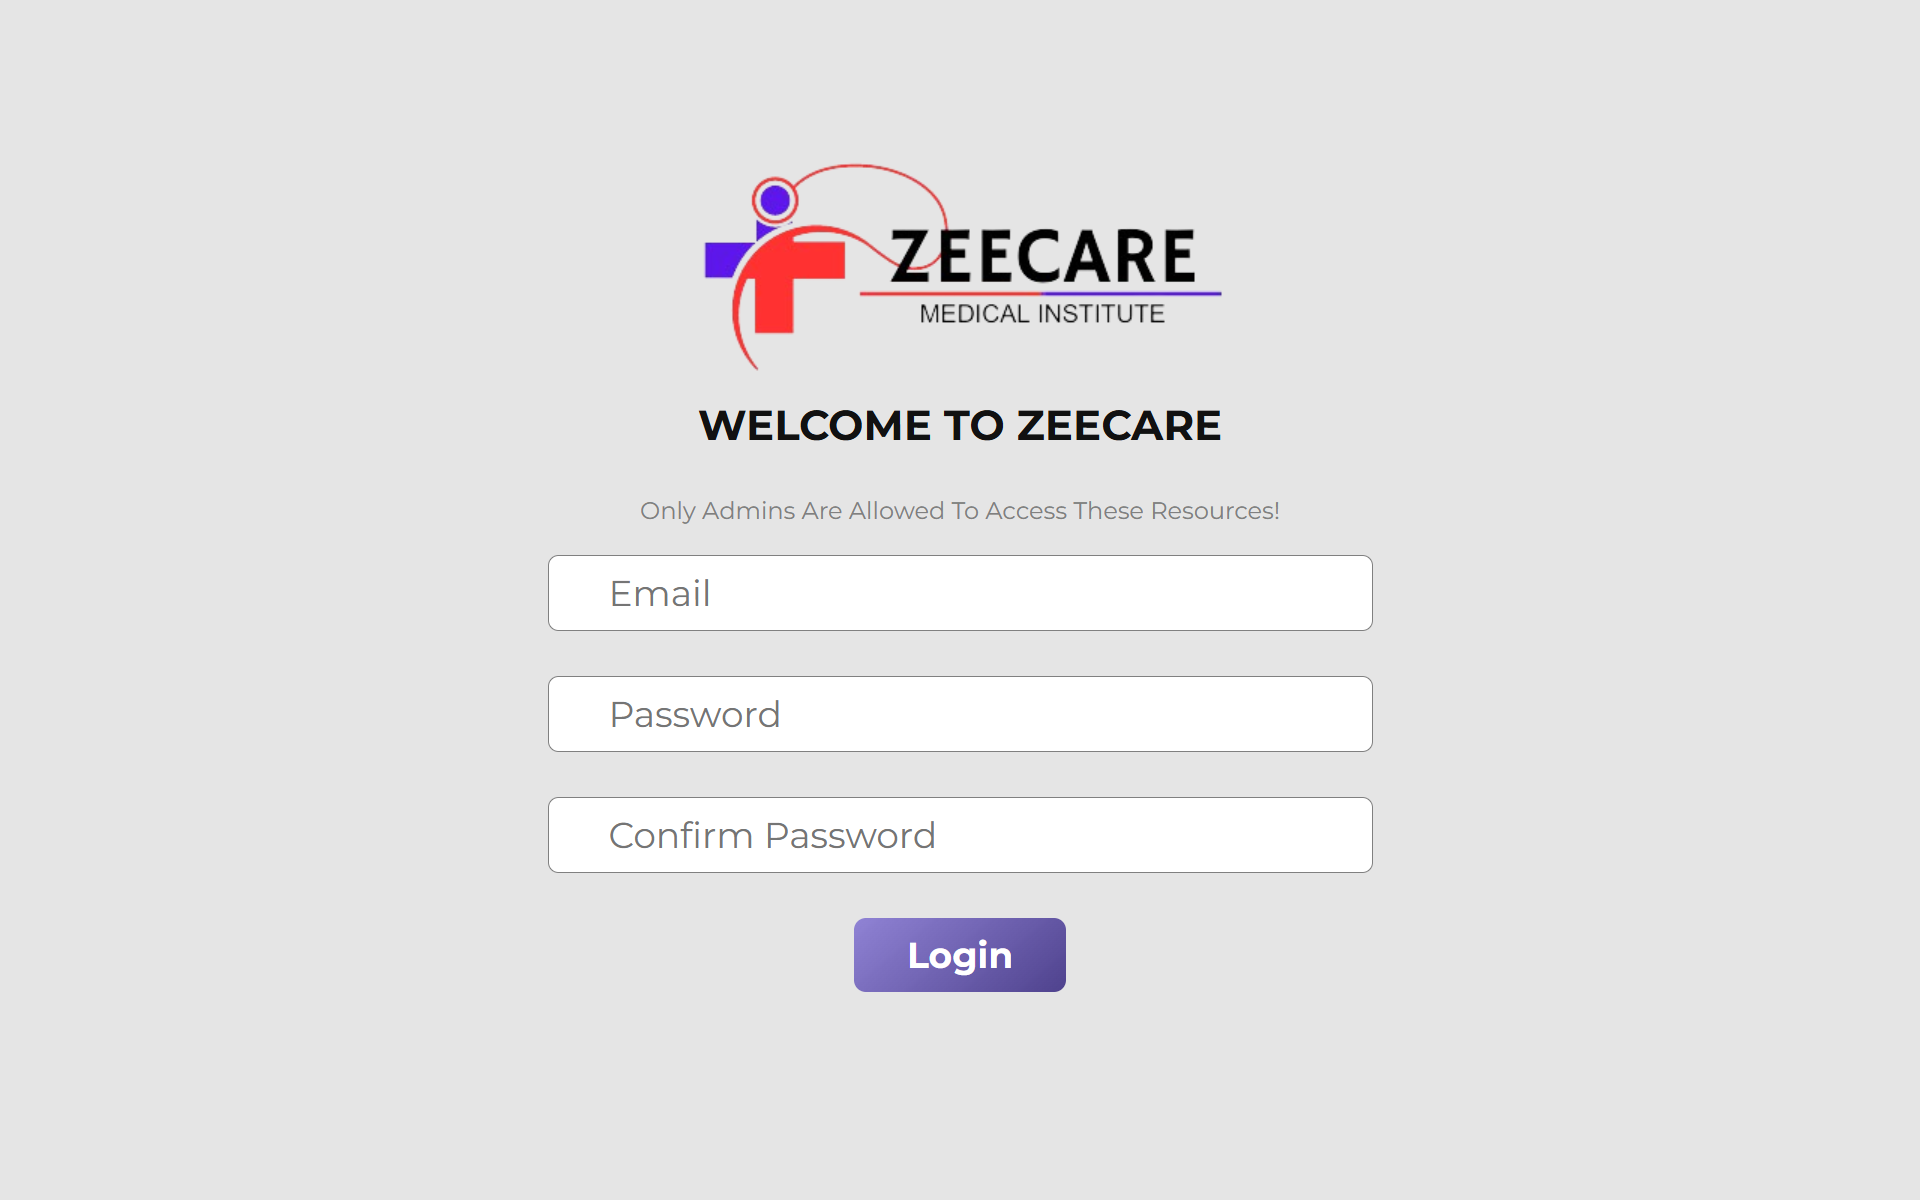 ZEECARE
MEDICAL INSTITUTE
WELCOME TO ZEECARE
Only Admins Are Allowed To Access These Resources!
Email
Password
Confirm Password
Login